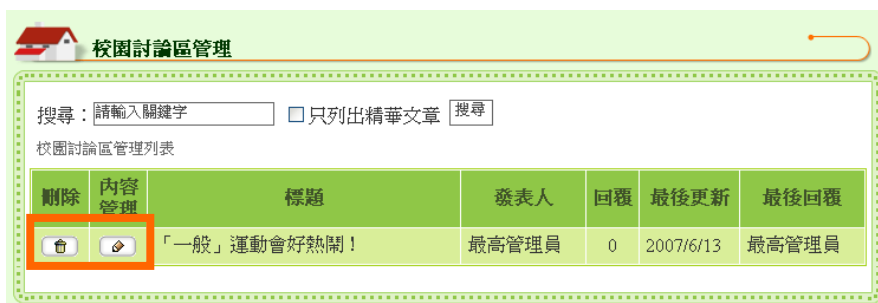 校園討論區管理
搜尋：請輸入關鍵字 只列出精華文章 搜尋
校園討論區管理列表
刪除 內容管理 標題 發表人 回覆 最後更新 最後回覆
「一般」運動會好熱鬧！ 最高管理員 0 2007/6/13 最高管理員